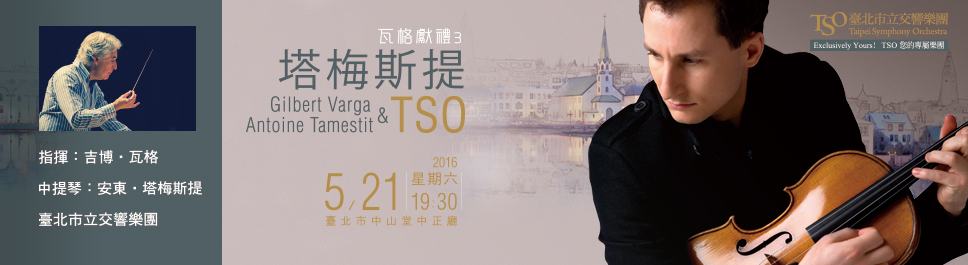 指揮：吉博・瓦格
中提琴：安東・塔梅斯提
臺北市立交響樂團
瓦格獻禮3
塔梅斯提
Gilbert Varga
Antoine Tamestit
& TSO
2016
5/21 星期六
19:30
臺北市中山堂中正廳
TSO 臺北市立交響樂團
Taipei Symphony Orchestra
Exclusively Yours! TSO 您的專屬樂團